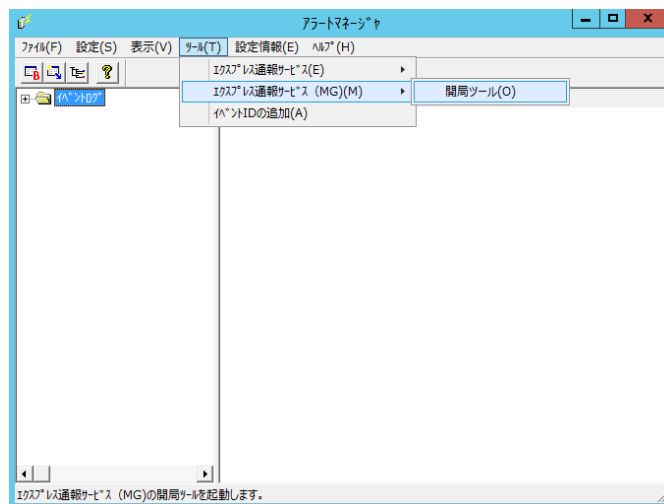 ｱﾗｰﾄﾏﾈｰｼﾞｬ
ﾌｧｲﾙ(F) 設定(S) 表示(V) ﾂｰﾙ(T) 設定情報(E) ﾍﾙﾌﾟ(H)
ｴｸｽﾌﾟﾚｽ通報ｻｰﾋﾞｽ(E)
ｴｸｽﾌﾟﾚｽ通報ｻｰﾋﾞｽ (MG)(M)
開局ツール(O)
ｲﾍﾞﾝﾄIDの追加(A)
ｲﾍﾞﾝﾄﾛｸﾞ
ｴｸｽﾌﾟﾚｽ通報ｻｰﾋﾞｽ (MG)の開局ﾂｰﾙを起動します。